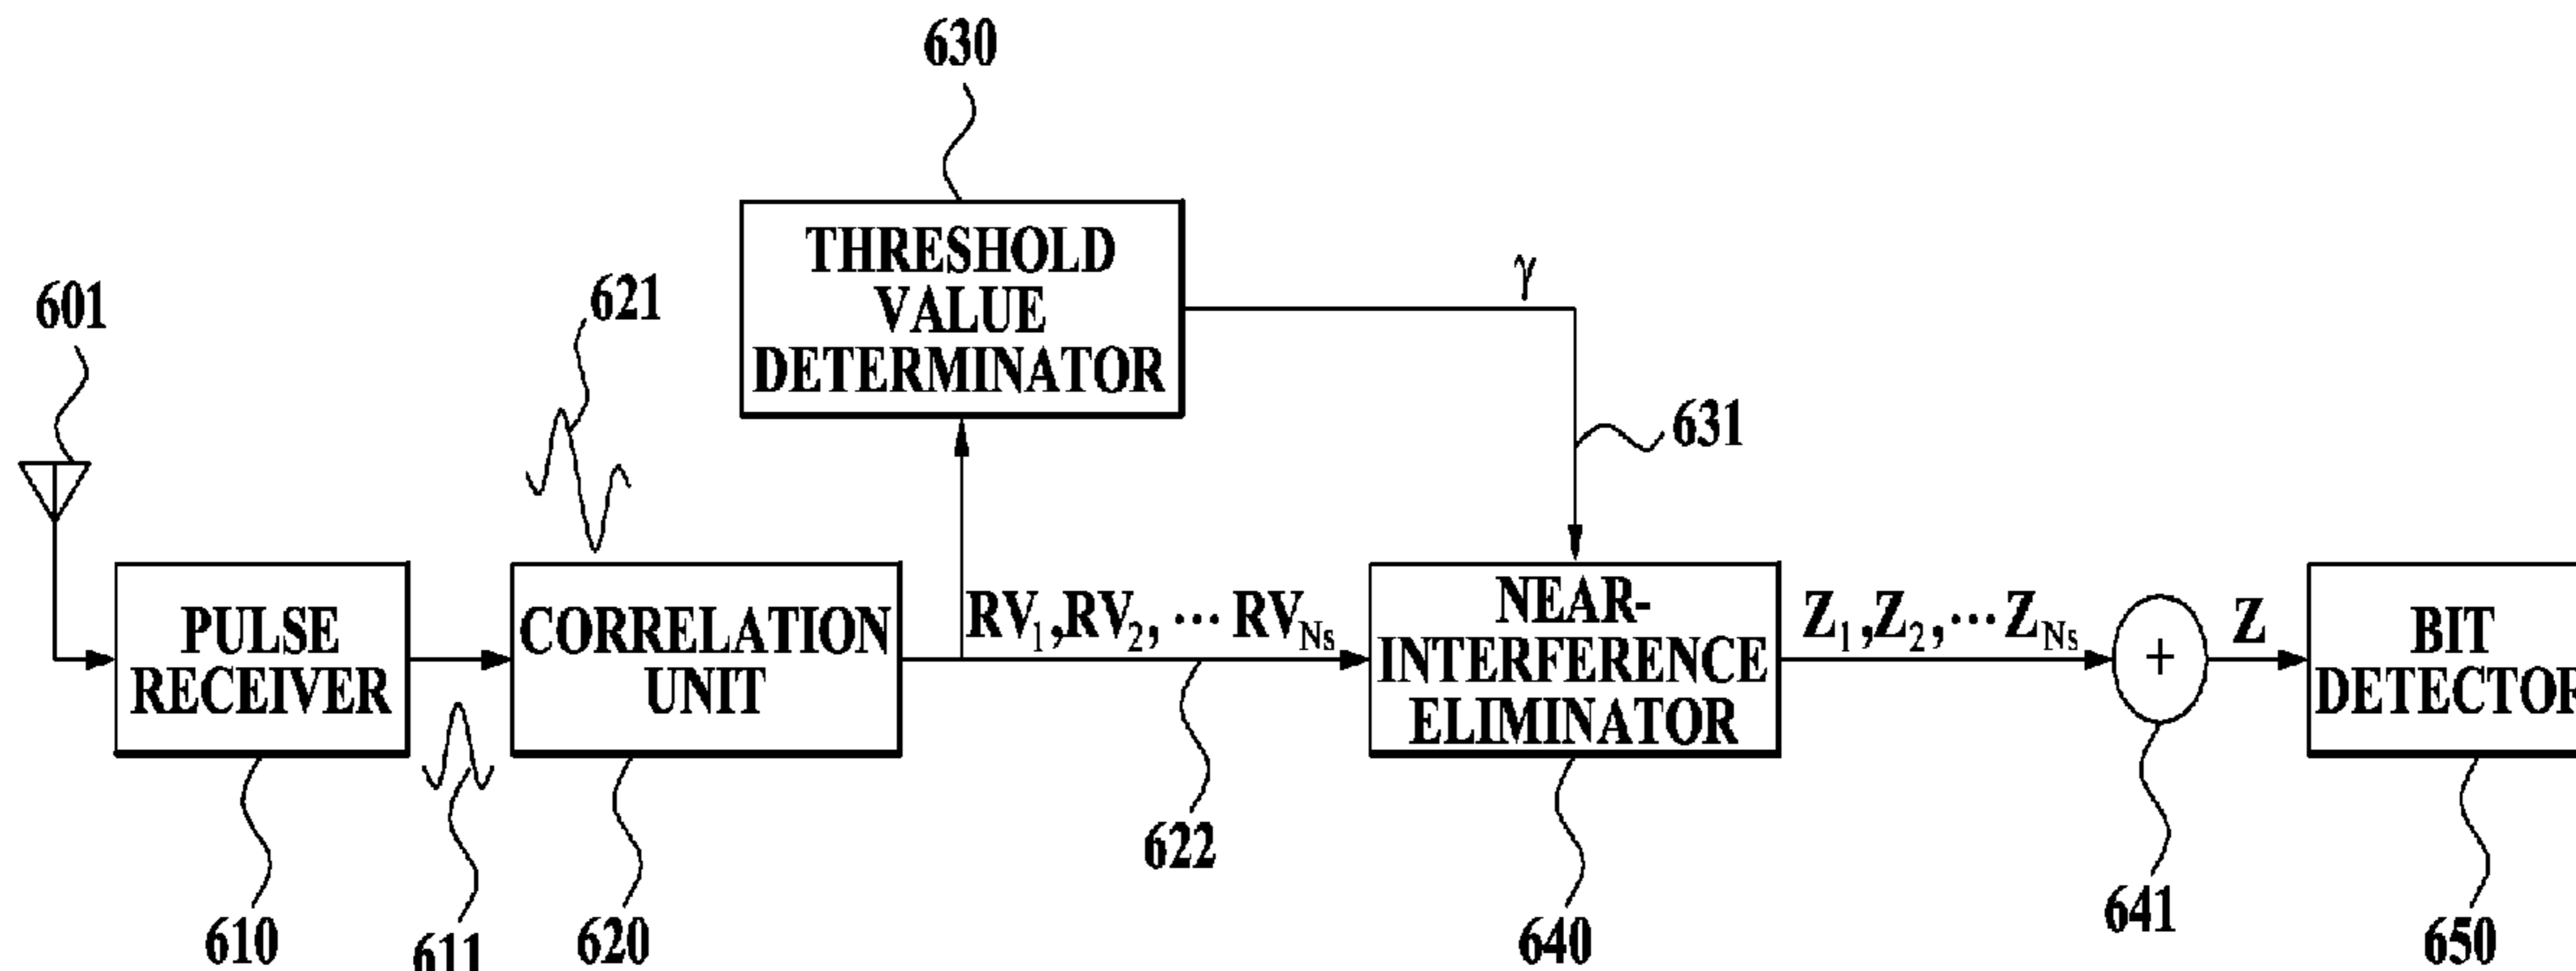 630
THRESHOLD
VALUE
DETERMINATOR
γ
601
621
631
PULSE
RECEIVER
CORRELATION
UNIT
RV1,RV2, ··· RVNs
NEAR-
INTERFERENCE
ELIMINATOR
Z1,Z2,···ZNs
+
Z
BIT
DETECTOR
622
610
611
620
640
641
650